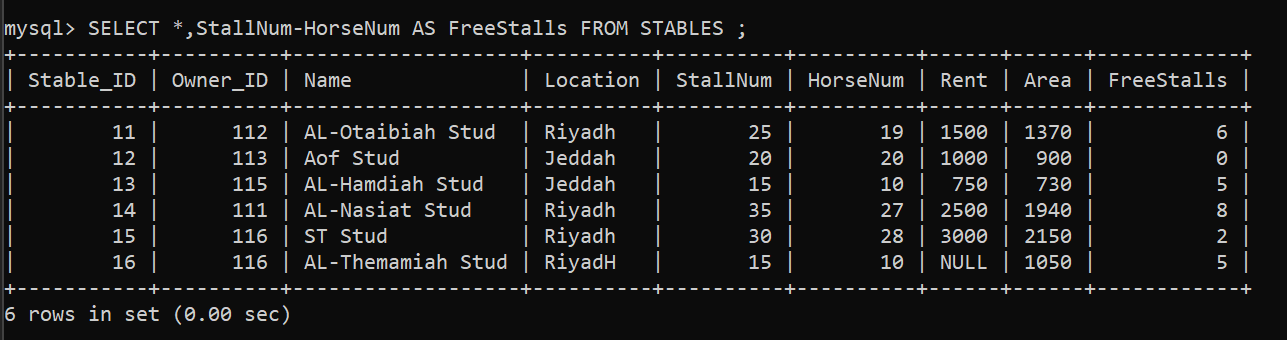 mysql> SELECT *,StallNum-HorseNum AS FreeStalls FROM STABLES ;
+-----------+----------+-------------------+----------+----------+----------+------+------+------------+
| Stable_ID | Owner_ID | Name              | Location | StallNum | HorseNum | Rent | Area | FreeStalls |
+-----------+----------+-------------------+----------+----------+----------+------+------+------------+
|        11 |      112 | AL-Otaibiah Stud  | Riyadh   |       25 |       19 | 1500 | 1370 |          6 |
|        12 |      113 | Aof Stud          | Jeddah   |       20 |       20 | 1000 |  900 |          0 |
|        13 |      115 | AL-Hamdiah Stud   | Jeddah   |       15 |       10 |  750 |  730 |          5 |
|        14 |      111 | AL-Nasiat Stud    | Riyadh   |       35 |       27 | 2500 | 1940 |          8 |
|        15 |      116 | ST Stud           | Riyadh   |       30 |       28 | 3000 | 2150 |          2 |
|        16 |      116 | AL-Themamiah Stud | RiyadH   |       15 |       10 | NULL | 1050 |          5 |
+-----------+----------+-------------------+----------+----------+----------+------+------+------------+
6 rows in set (0.00 sec)